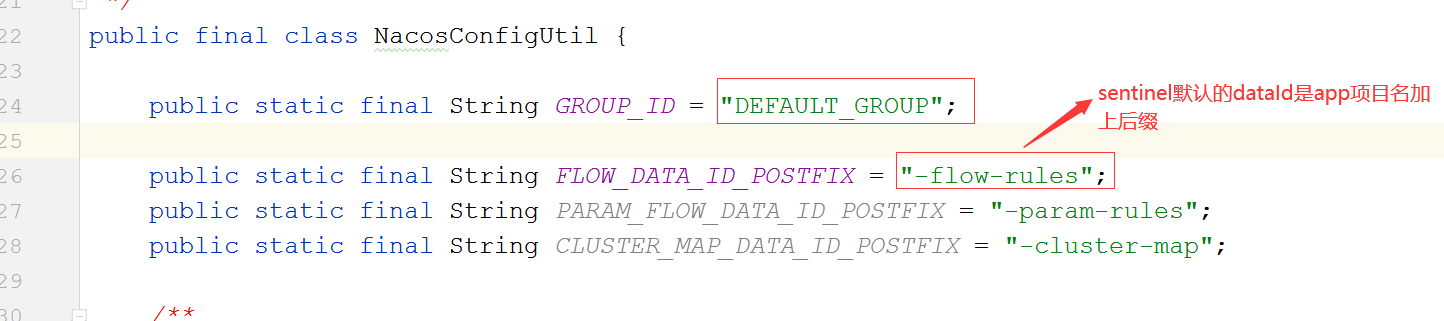 21 */
22 public final class NacosConfigUtil {
23
24 public static final String GROUP_ID = "DEFAULT_GROUP";
sentinel默认的dataId是app项目名加
上后缀
25
26 public static final String FLOW_DATA_ID_POSTFIX = "-flow-rules";
27 public static final String PARAM_FLOW_DATA_ID_POSTFIX = "-param-rules";
28 public static final String CLUSTER_MAP_DATA_ID_POSTFIX = "-cluster-map";
29
30 /**